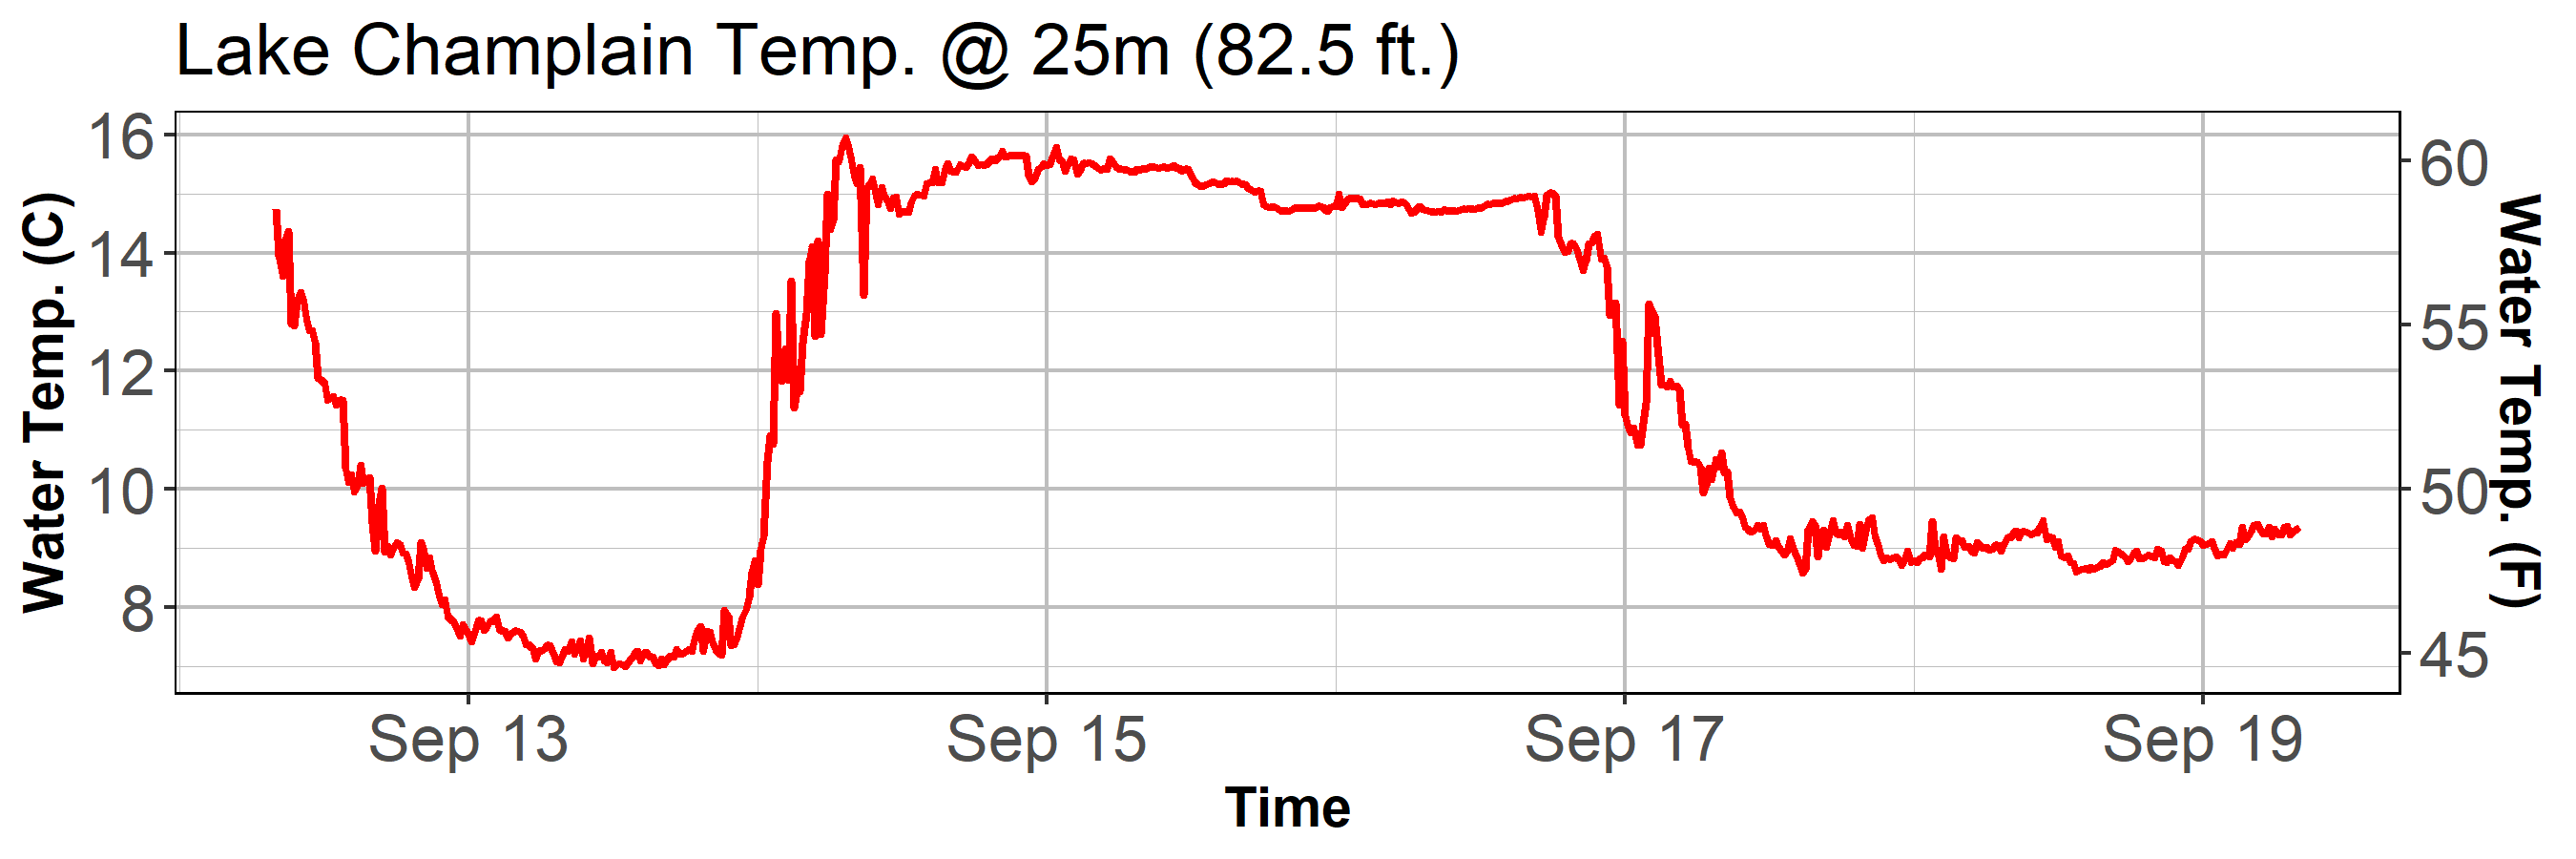 Lake Champlain Temp. @ 25m (82.5 ft.)
Water Temp. (C)
16
14
12
10
8
60
55
50
45
Water Temp. (F)
Sep 13 Sep 15 Sep 17 Sep 19
Time